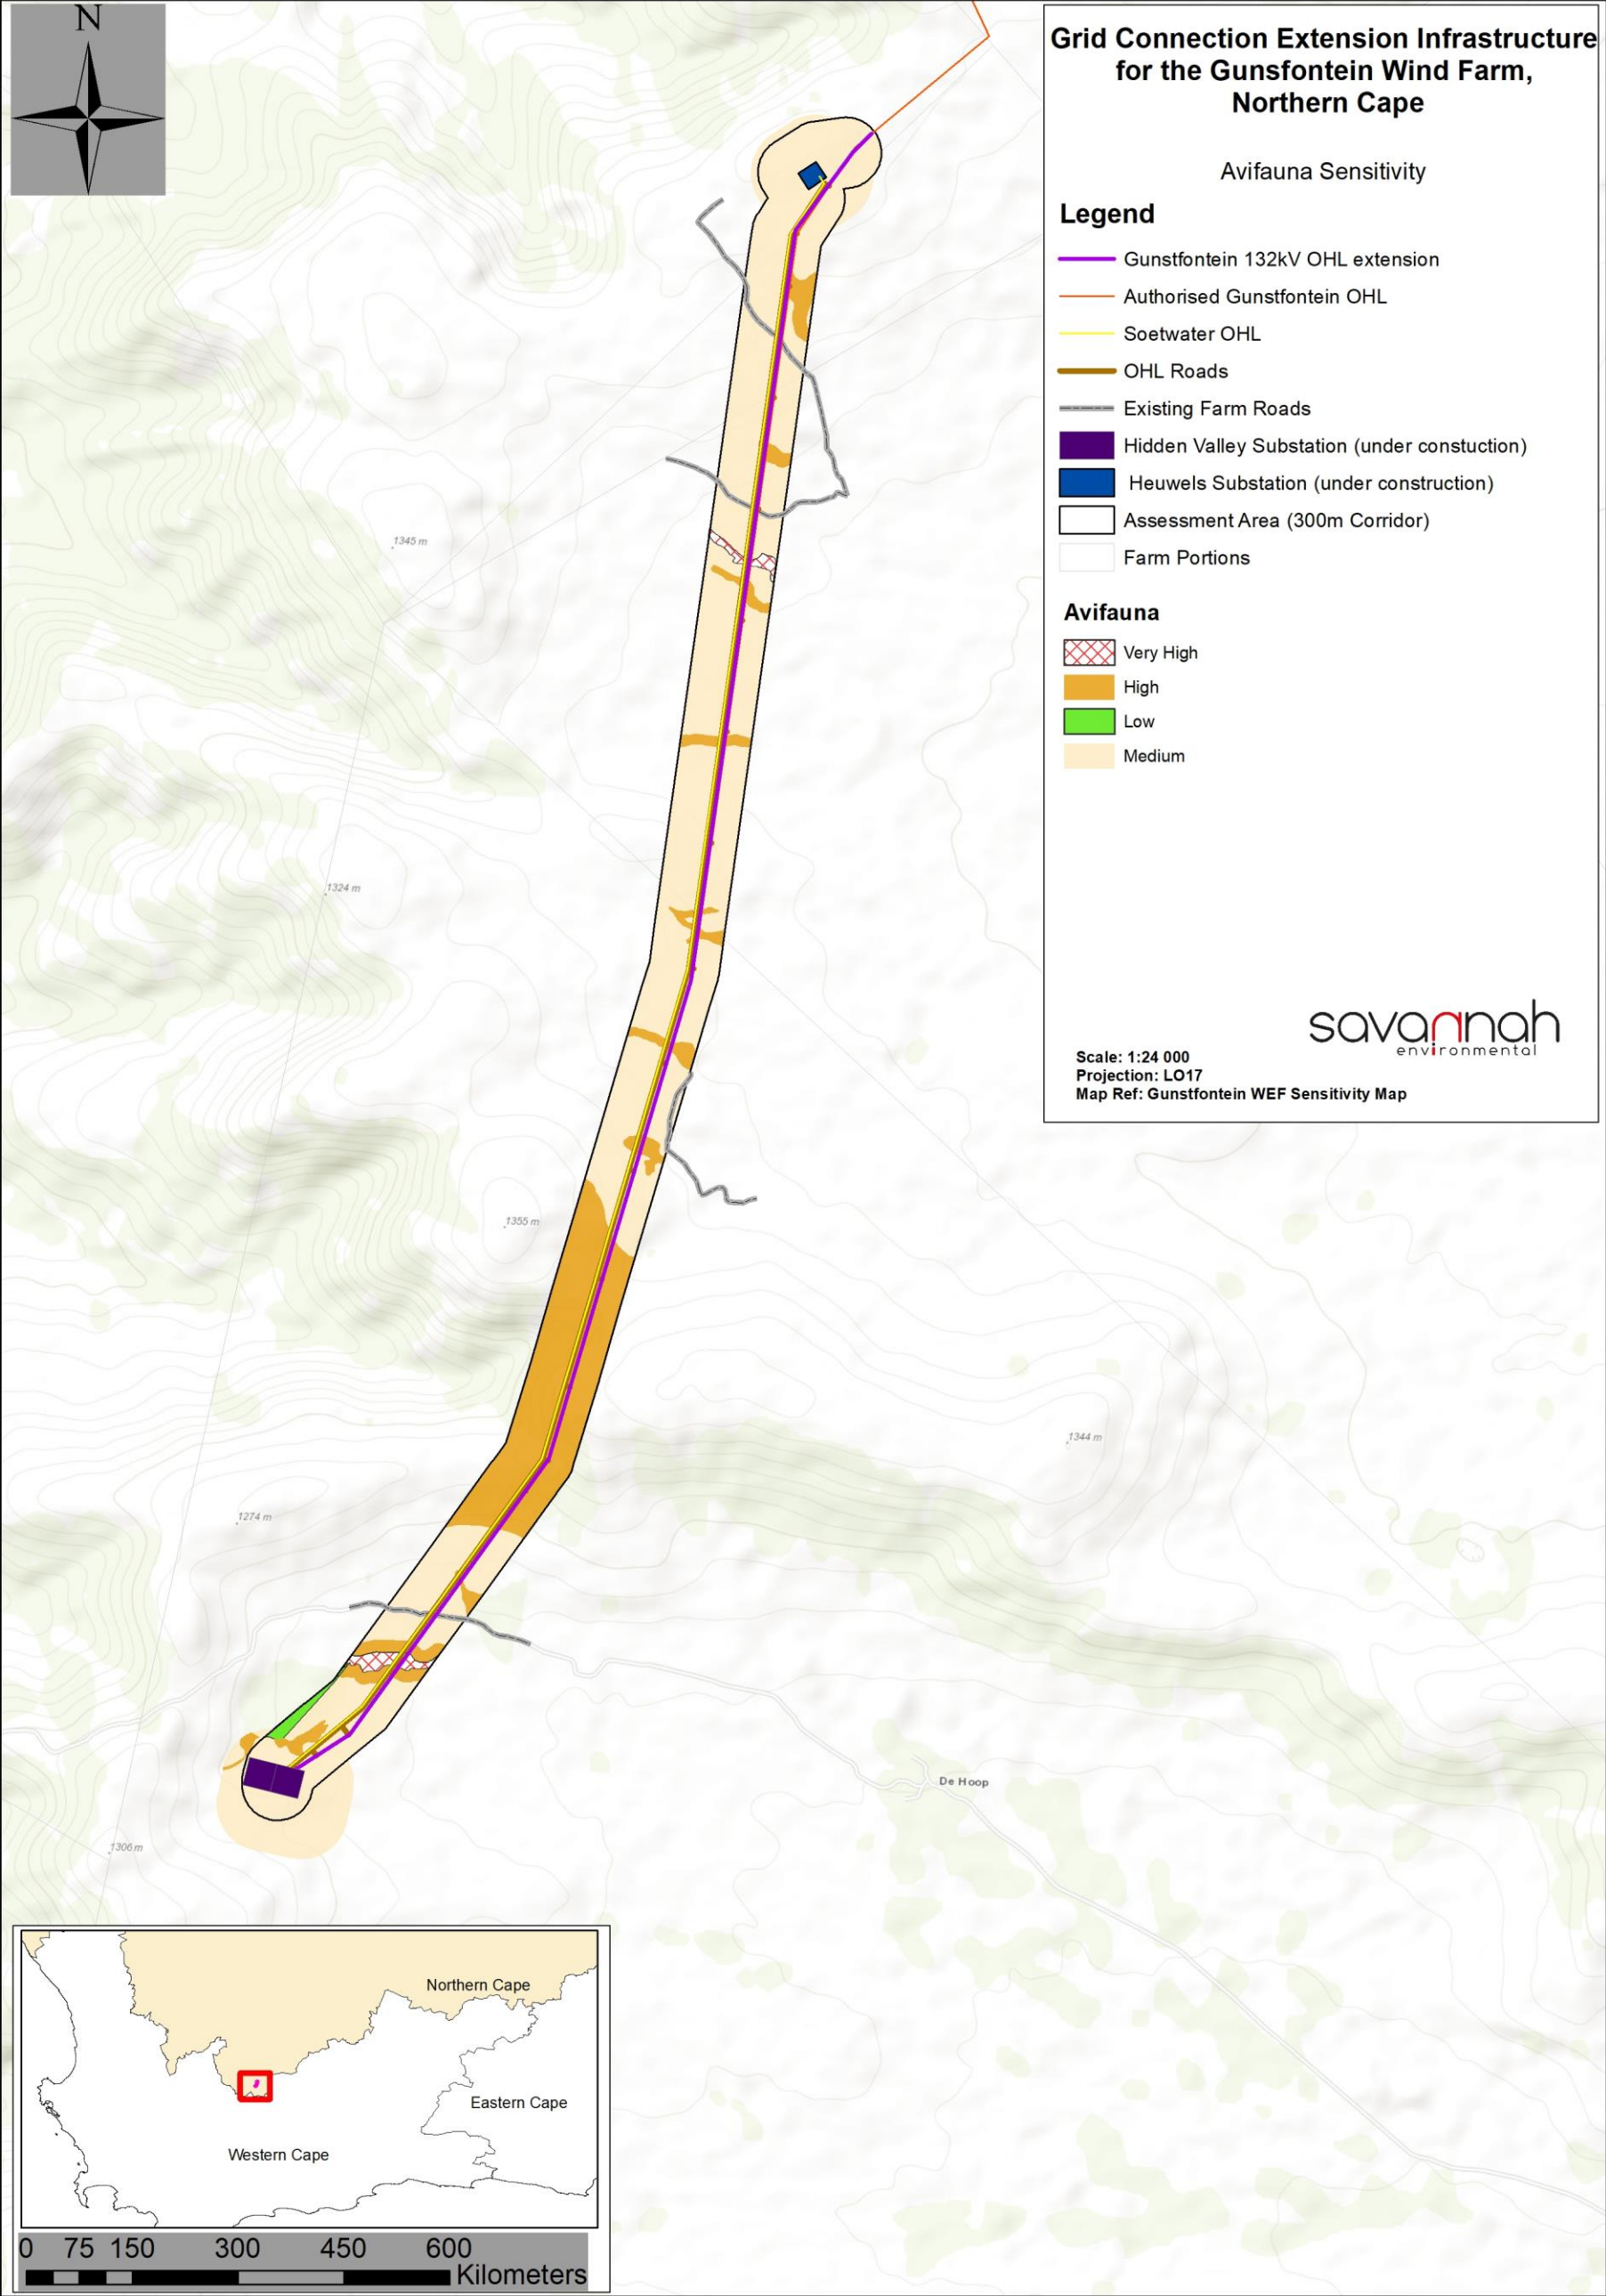 N
Grid Connection Extension Infrastructure
for the Gunsfontein Wind Farm,
Northern Cape
Avifauna Sensitivity
Legend
Gunstfontein 132kV OHL extension
Authorised Gunstfontein OHL
Soetwater OHL
OHL Roads
Existing Farm Roads
Hidden Valley Substation (under constuction)
Heuwels Substation (under construction)
Assessment Area (300m Corridor)
Farm Portions
Avifauna
Very High
High
Low
Medium
savannah
environmental
Scale: 1:24 000
Projection: LO17
Map Ref: Gunstfontein WEF Sensitivity Map
1345 m
1324 m
1355 m
1344 m
1274 m
De Hoop
1306 m
Northern Cape
Eastern Cape
Western Cape
0 75 150 300 450 600
Kilometers